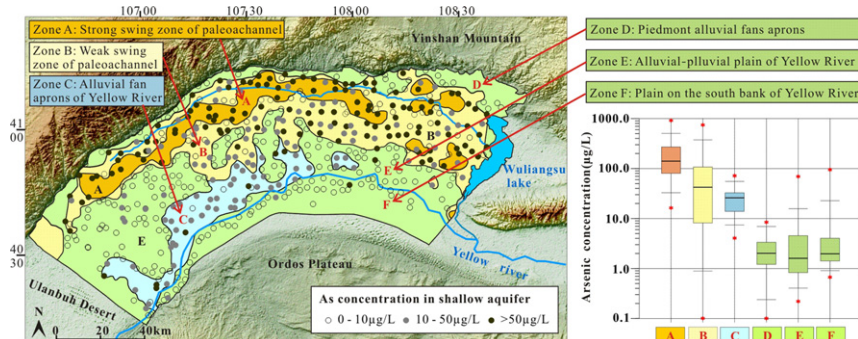 107:00
107:30
108:00
108:30
Zone A: Strong swing zone of paleoachannel
Zone B: Weak swing
zone of paleoachannel
Zone C: Alluvial fan
aprons of Yellow River
Yinshan Mountain
Zone D: Piedmont alluvial fans aprons
Zone E: Alluvial-plluvial plain of Yellow River
Zone F: Plain on the south bank of Yellow River
A
D
B
B
E
A
F
C
E
41
00
40
30
Wuliangsu
lake
Yellow river
Ordos Plateau
Ulanbuh Desert
N
0 20 40km
As concentration in shallow aquifer
0 - 10μg/L
10 - 50μg/L
>50μg/L
Arsenic concentration(μg/L)
1000.0
100.0
10.0
1.0
0.1
A B C D E F